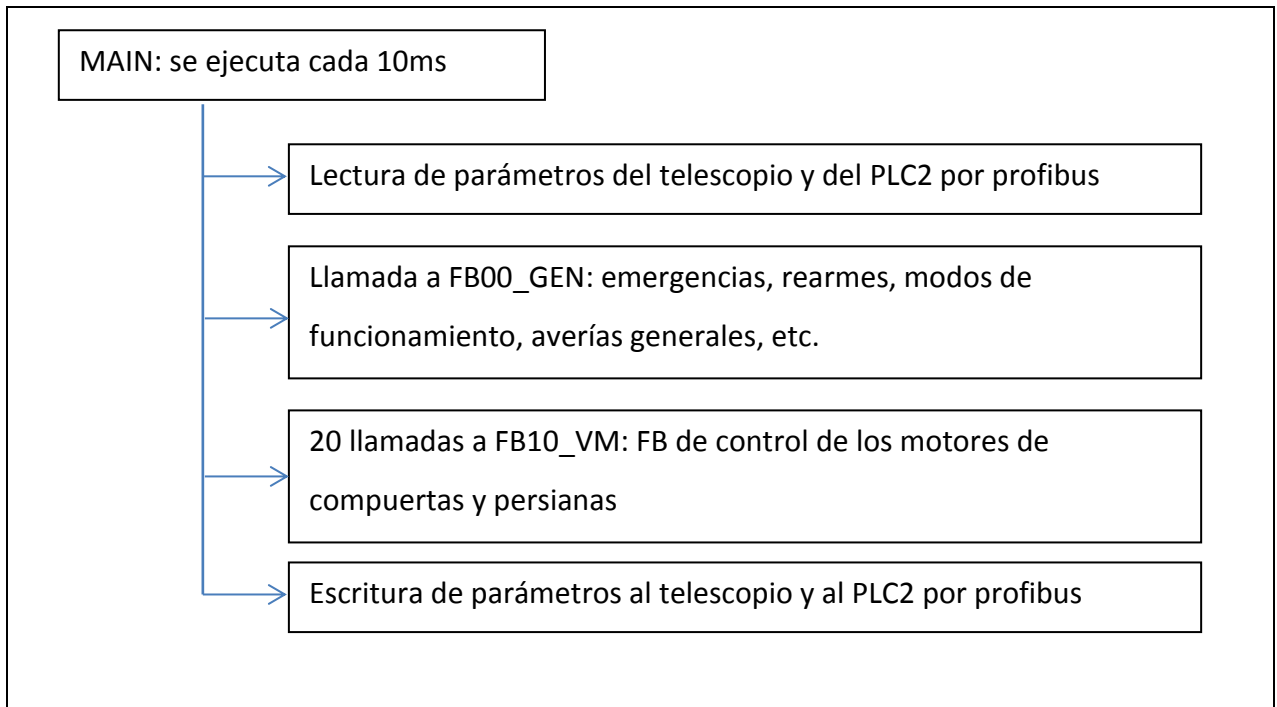 MAIN: se ejecuta cada 10ms
Lectura de parámetros del telescopio y del PLC2 por profibus
Llamada a FB00_GEN: emergencias, rearmes, modos de
funcionamiento, averías generales, etc.
20 llamadas a FB10_VM: FB de control de los motores de
compuertas y persianas
Escritura de parámetros al telescopio y al PLC2 por profibus